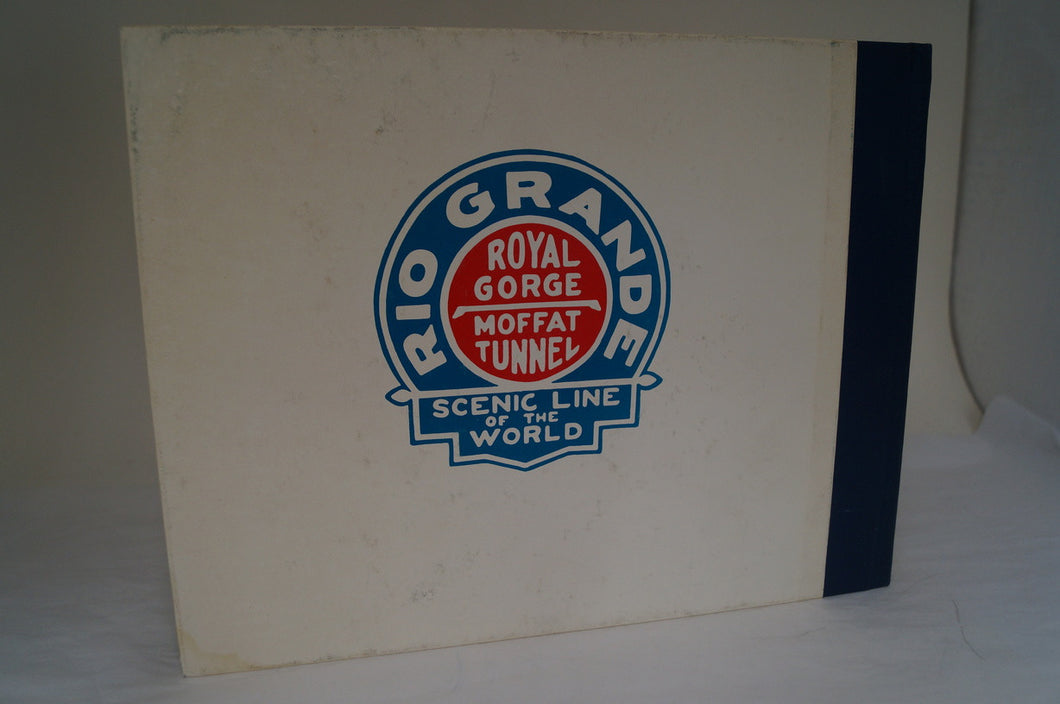 RIO GRANDE
ROYAL
GORGE
MOFFAT
TUNNEL
SCENIC LINE
OF THE
WORLD